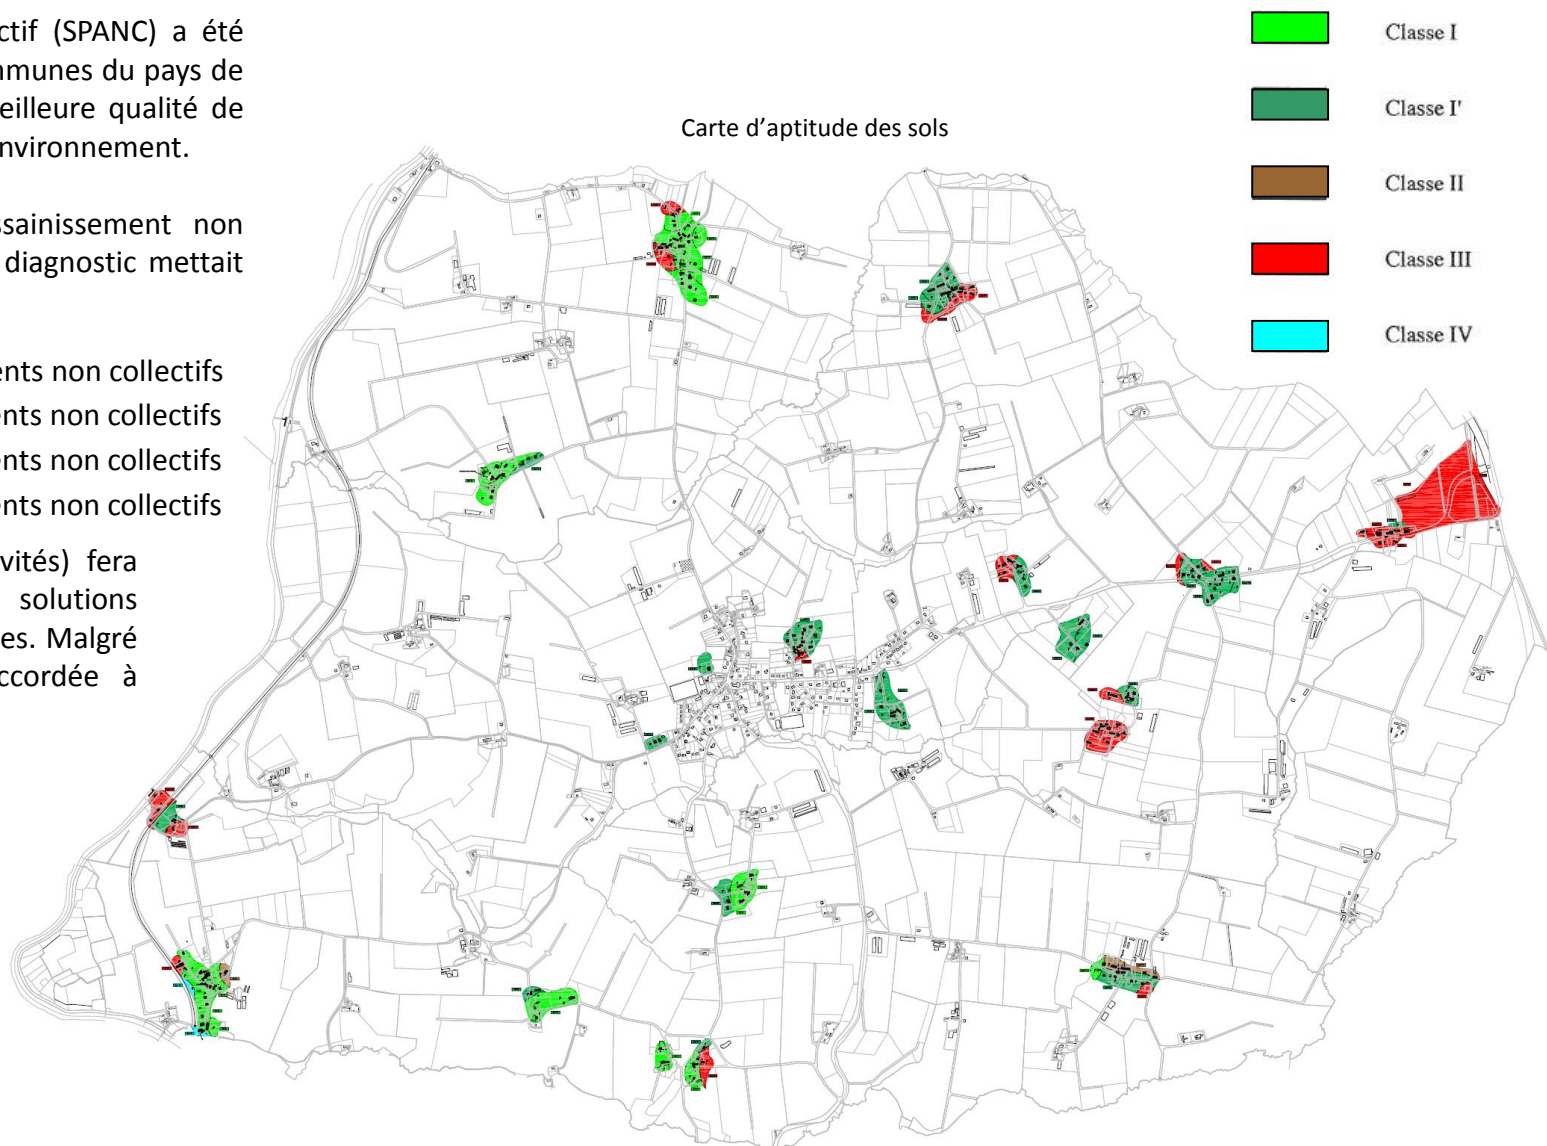 ctif (SPANC) a été
nmunes du pays de
eilleure qualité de
nvironnement.
ssainissement non
diagnostic mettait
ents non collectifs
ents non collectifs
ents non collectifs
ents non collectifs
vités) fera
solutions
es. Malgré
ccordée à
Carte d’aptitude des sols
Classe I
Classe I'
Classe II
Classe III
Classe IV